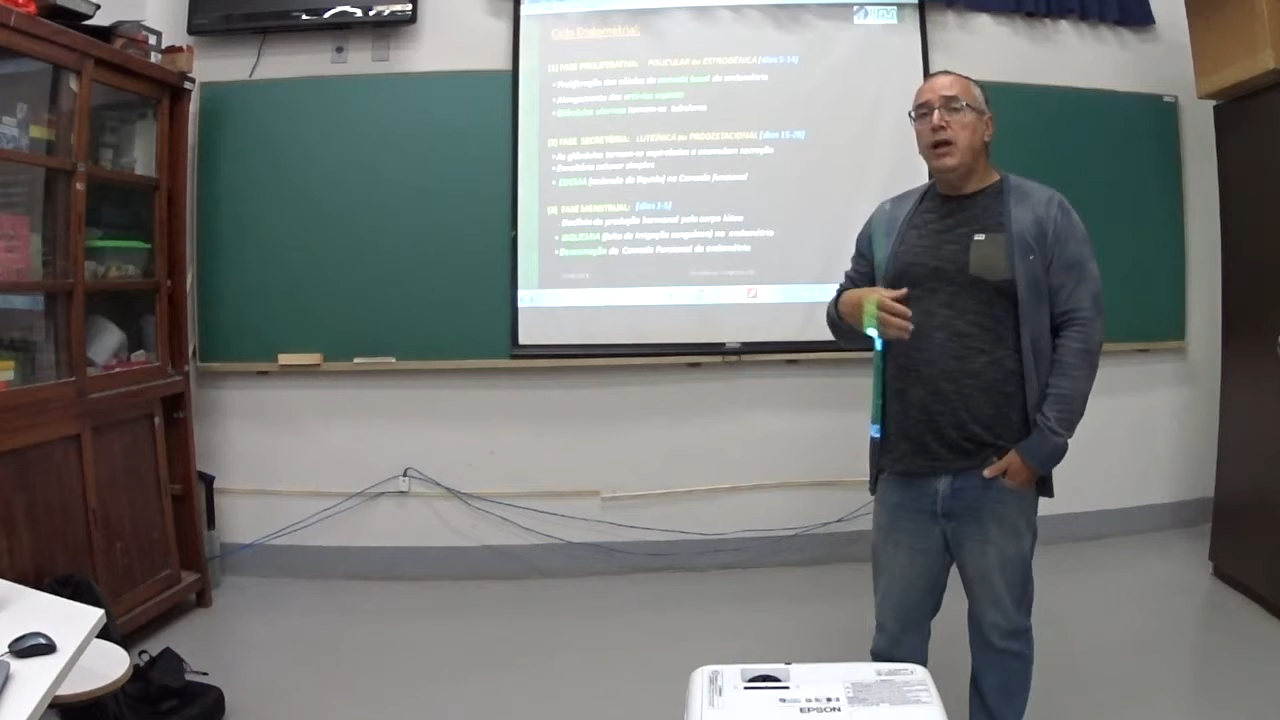 Ciclo Endometrial:
[1] FASE PROLIFERATIVA: FOLICULAR ou ESTROGÊNICA [dias 5-14]
• Proliferação das células da camada basal do endométrio
• Alongamento das artérias espirais
• Glândulas uterinas tornam-se tubulares
[2] FASE SECRETÓRIA: LUTEÍNICA ou PROGESTACIONAL [dias 15-28]
• As glândulas tornam-se espiraladas e acumulam secreção
• EDEMA (acúmulo de líquido) na Camada funcional
[3] FASE MENSTRUAL: [dias 1-5]
Declínio da produção hormonal pelo corpo lúteo
• ISQUEMIA (falta de irrigação sanguínea) no endométrio
• Descamação da Camada Funcional do endométrio
EPSON